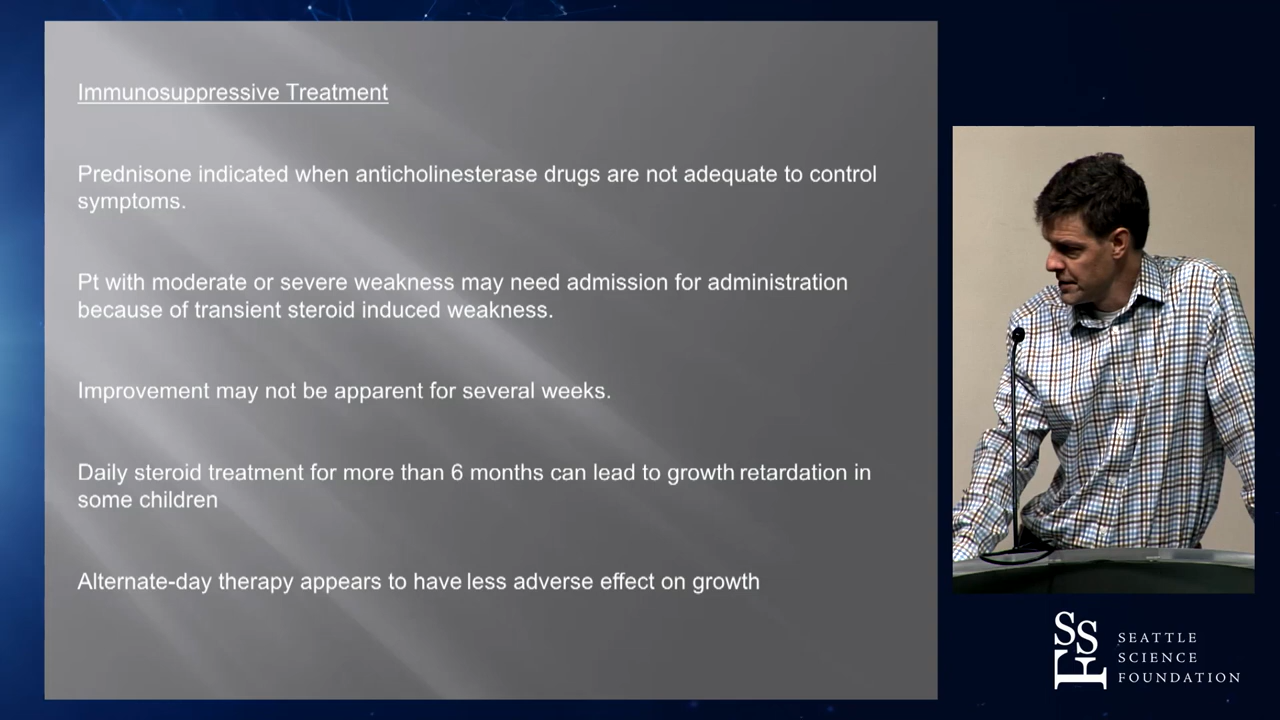 Immunosuppressive Treatment
Prednisone indicated when anticholinesterase drugs are not adequate to control
symptoms.
Pt with moderate or severe weakness may need admission for administration
because of transient steroid induced weakness.
Improvement may not be apparent for several weeks.
Daily steroid treatment for more than 6 months can lead to growth retardation in
some children
Alternate-day therapy appears to have less adverse effect on growth
SSF
SEATTLE
SCIENCE
FOUNDATION